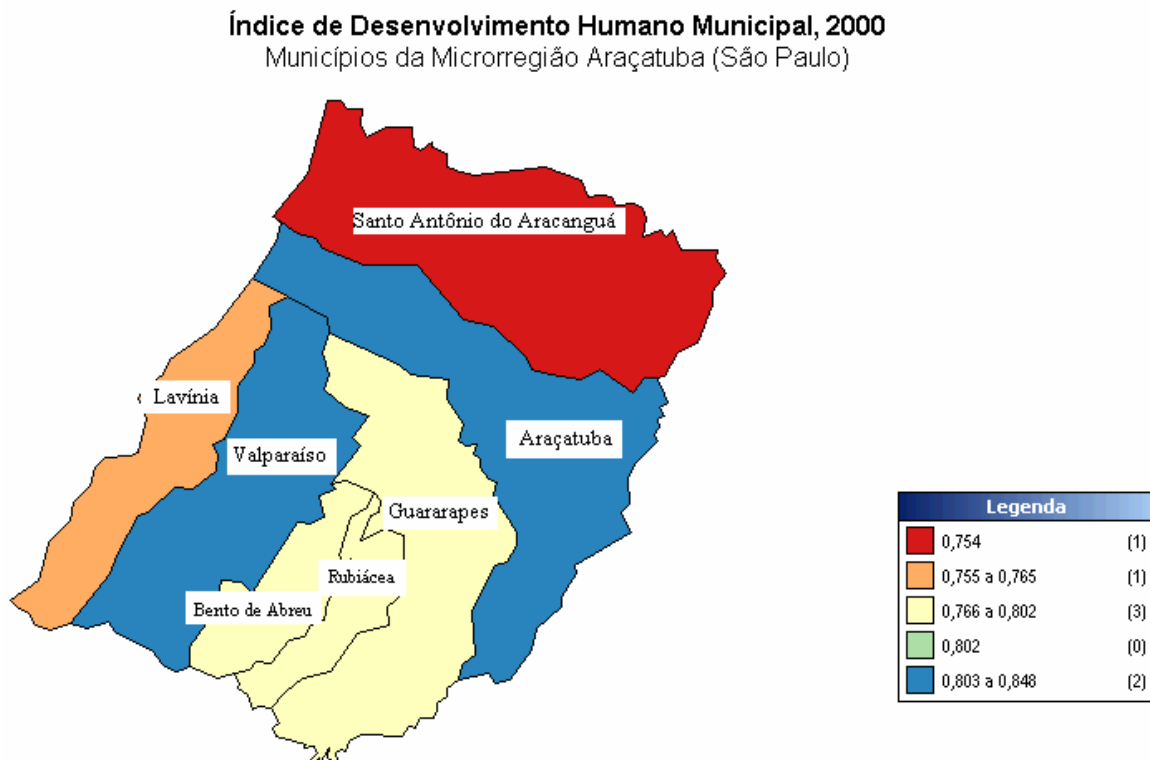 Índice de Desenvolvimento Humano Municipal, 2000
Municípios da Microrregião Araçatuba (São Paulo)
Santo Antônio do Aracanguá
Lavínia
Araçatuba
Valparaíso
Guararapes
Rubiácea
Bento de Abreu
Legenda
0,754 (1)
0,755 a 0,765 (1)
0,766 a 0,802 (3)
0,802 (0)
0,803 a 0,848 (2)